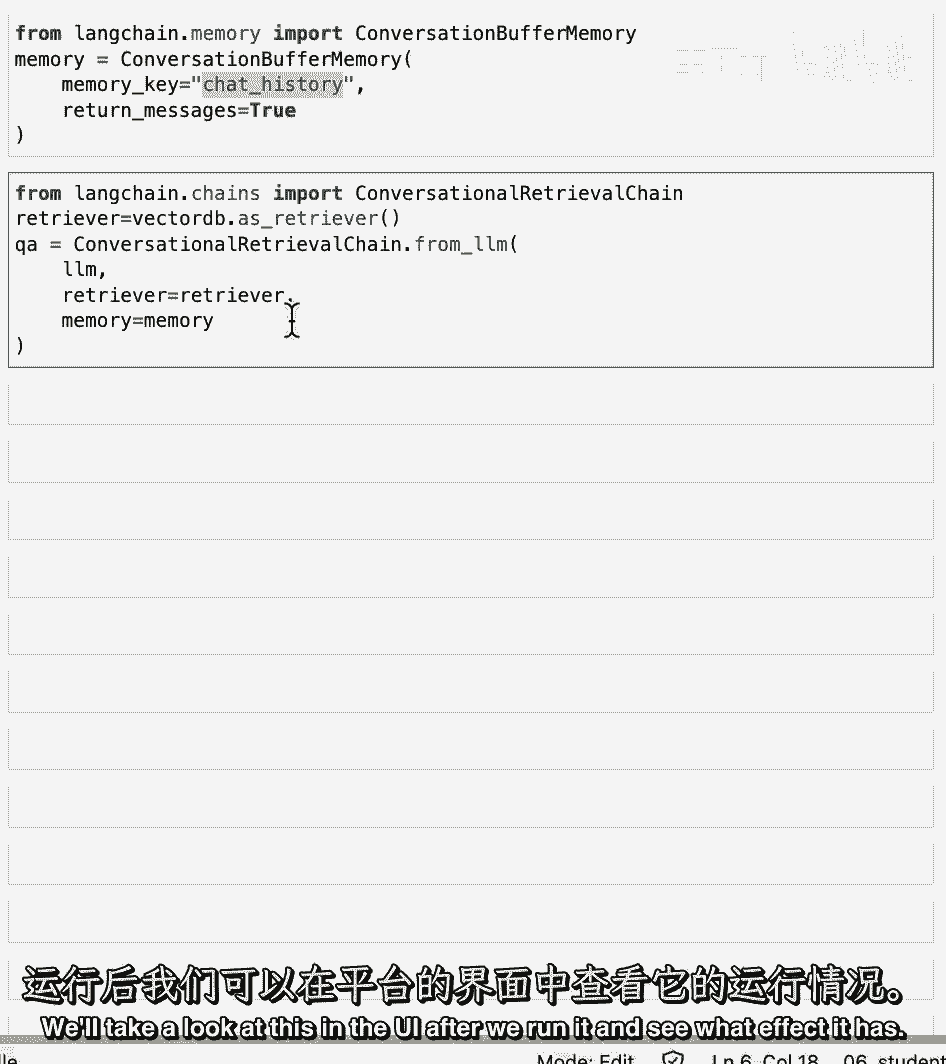 from langchain.memory import ConversationBufferMemory
memory = ConversationBufferMemory(
    memory_key="chat_history",
    return_messages=True
)
from langchain.chains import ConversationalRetrievalChain
retriever=vectordb.as_retriever()
qa = ConversationalRetrievalChain.from_llm(
    llm,
    retriever=retriever,
    memory=memory
)
运行后我们可以在平台的界面中查看它的运行情况。
We'll take a look at this in the UI after we run it and see what effect it has.
Mode: Edit Ln 6, Col 18 06_student